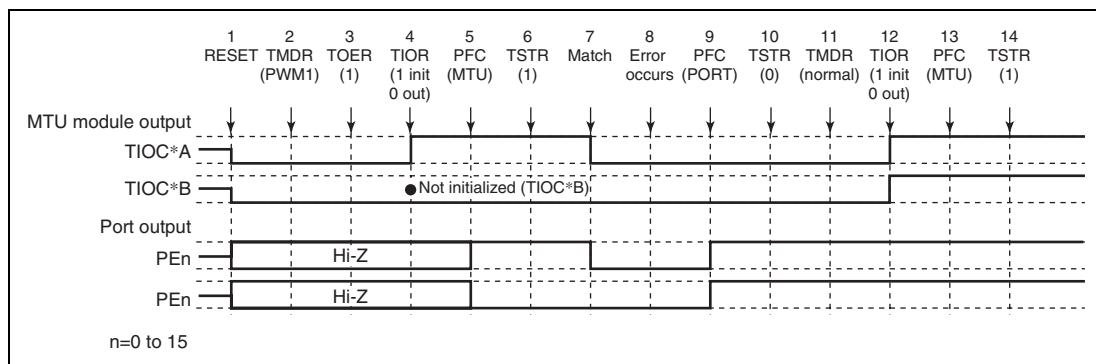 1 2 3 4 5 6 7 8 9 10 11 12 13 14
RESET TMDR TOER TIOR PFC TSTR Match Error PFC TSTR TMDR TIOR PFC TSTR
(PWM1) (1) (1 init (MTU) (1) occurs (PORT) (0) (normal) (1 init (MTU) (1)
0 out) 0 out)
MTU module output
TIOC*A
TIOC*B
Not initialized (TIOC*B)
Port output
PEn
Hi-Z
PEn
Hi-Z
n=0 to 15